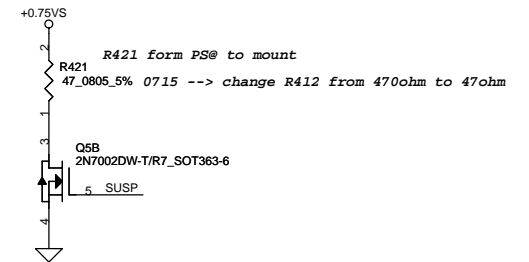 +0.75VS
2
R421 form PS@ to mount
R421
47_0805_5%
0715 --> change R412 from 470ohm to 47ohm
1
3
Q5B
2N7002DW-T/R7_SOT363-6
5 SUSP
4